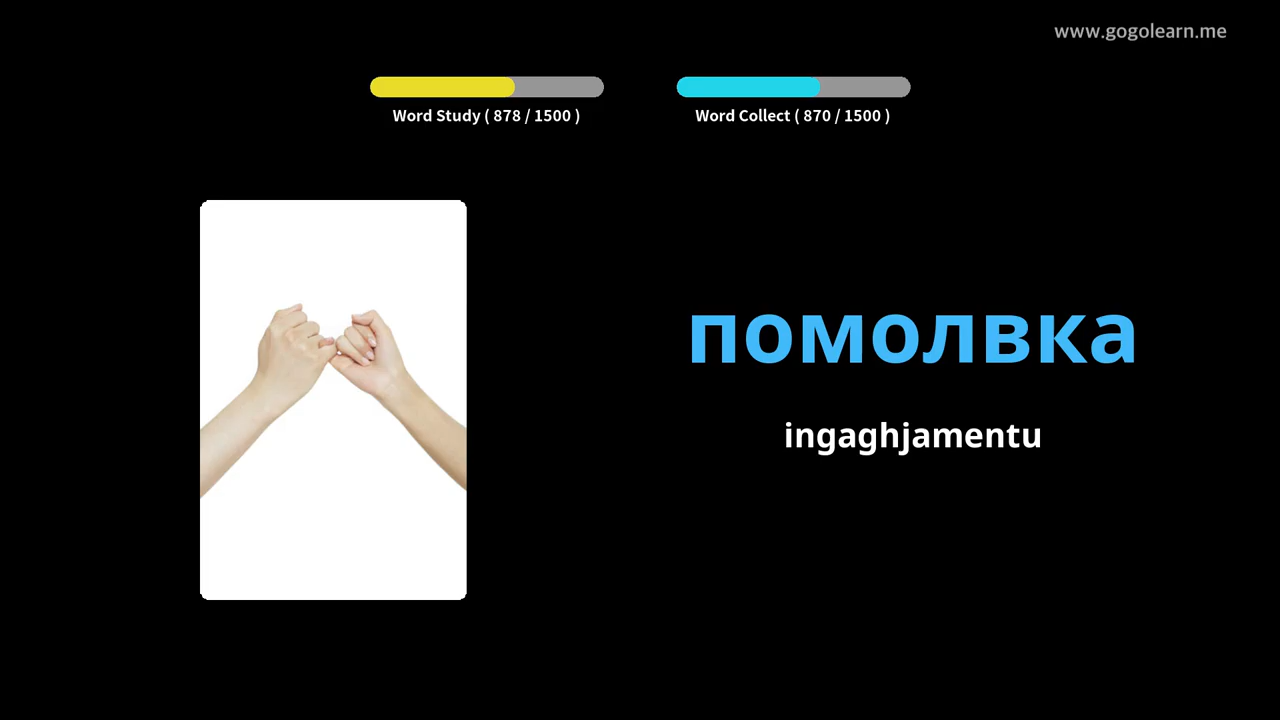 www.gogolearn.me
Word Study ( 878 / 1500 )
Word Collect ( 870 / 1500 )
помолвка
ingaghjamentu